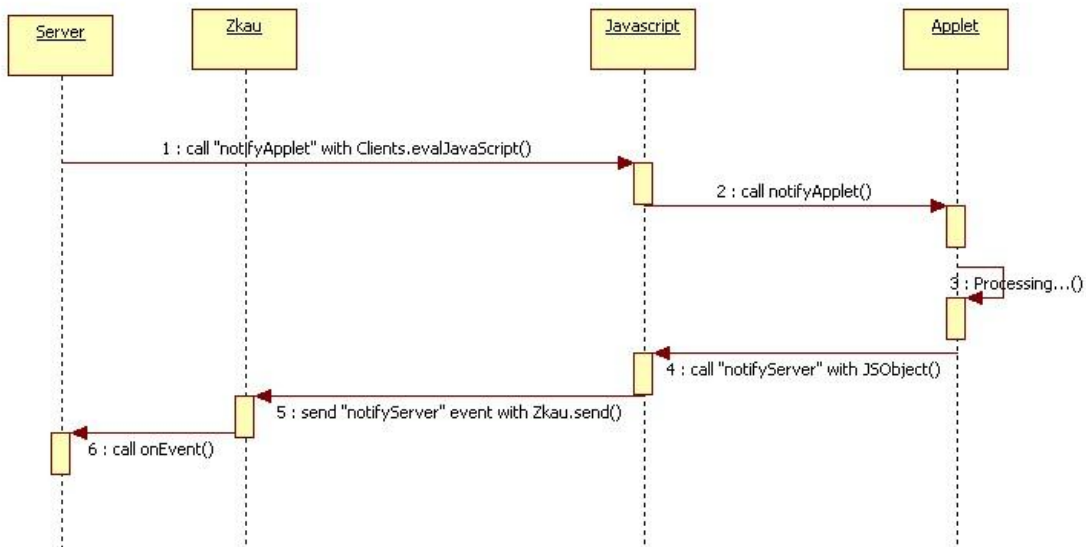 Server
Zkau
Javascript
Applet
1 : call "notifyApplet" with Clients.evalJavaScript()
2 : call notifyApplet()
3 : Processing...()
4 : call "notifyServer" with JSObject()
5 : send "notifyServer" event with Zkau.send()
6 : call onEvent()